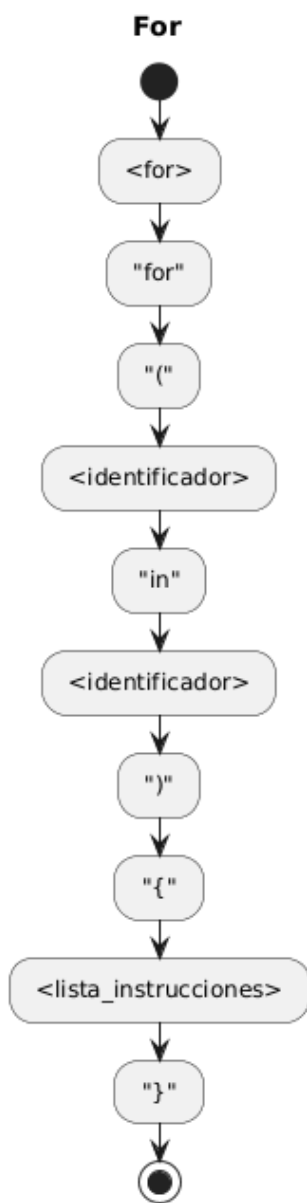 For
<for>
"for"
"("
<identificador>
"in"
<identificador>
")"
"{"
<lista_instrucciones>
"}"